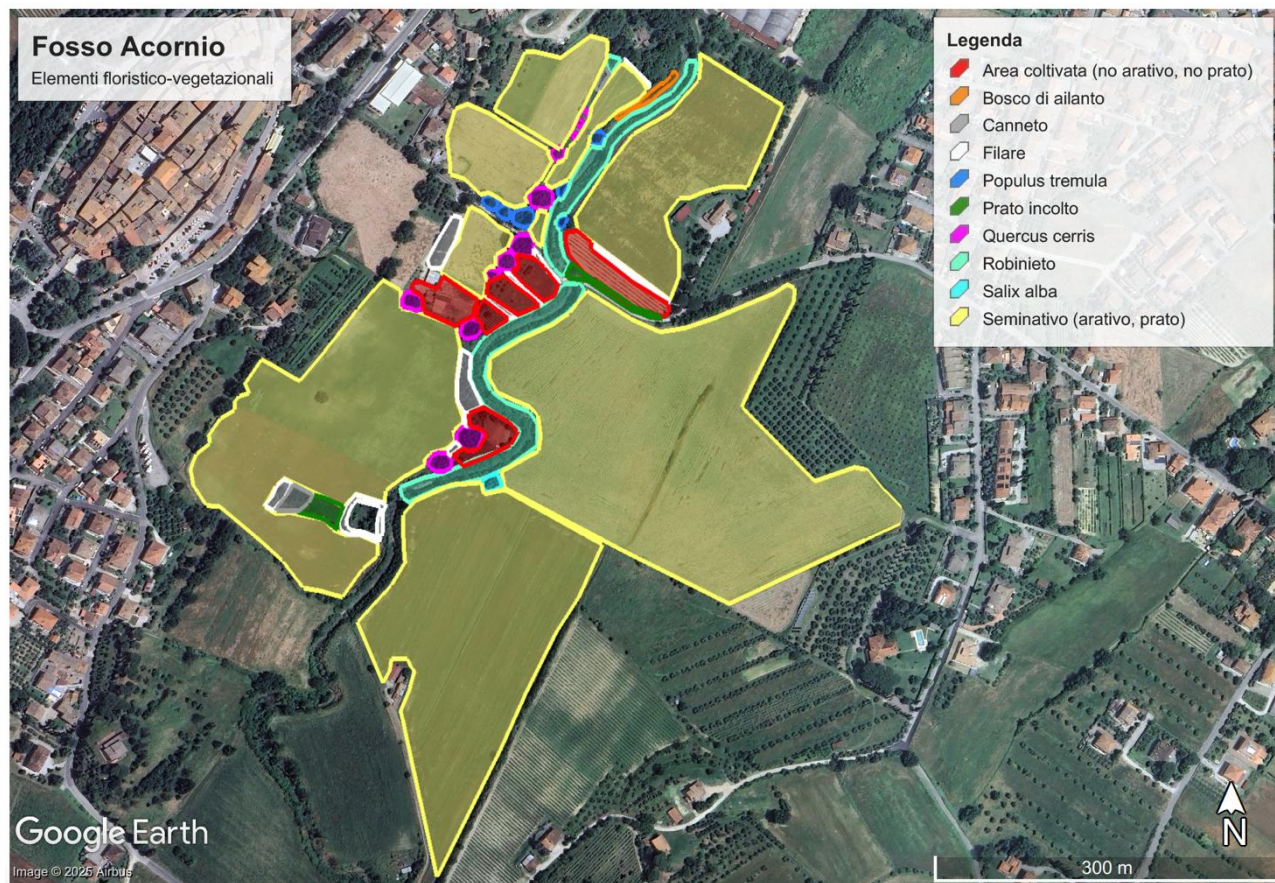 Fosso Acornio
Elementi floristico-vegetazionali
Legenda
Area coltivata (no arativo, no prato)
Bosco di ailanto
Canneto
Filare
Populus tremula
Prato incolto
Quercus cerris
Robinieto
Salix alba
Seminativo (arativo, prato)
Google Earth
Image © 2025 Airbus
N
300 m